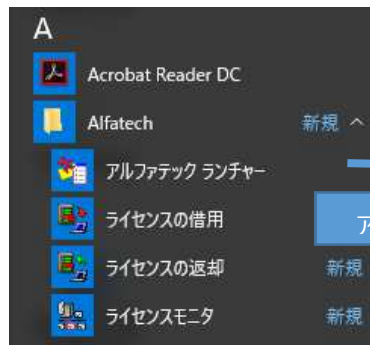 A
Acrobat Reader DC
Alfatech 新規
アルファテック ランチャー
ライセンスの借用 ア
ライセンスの返却 新規
ライセンスモニタ 新規